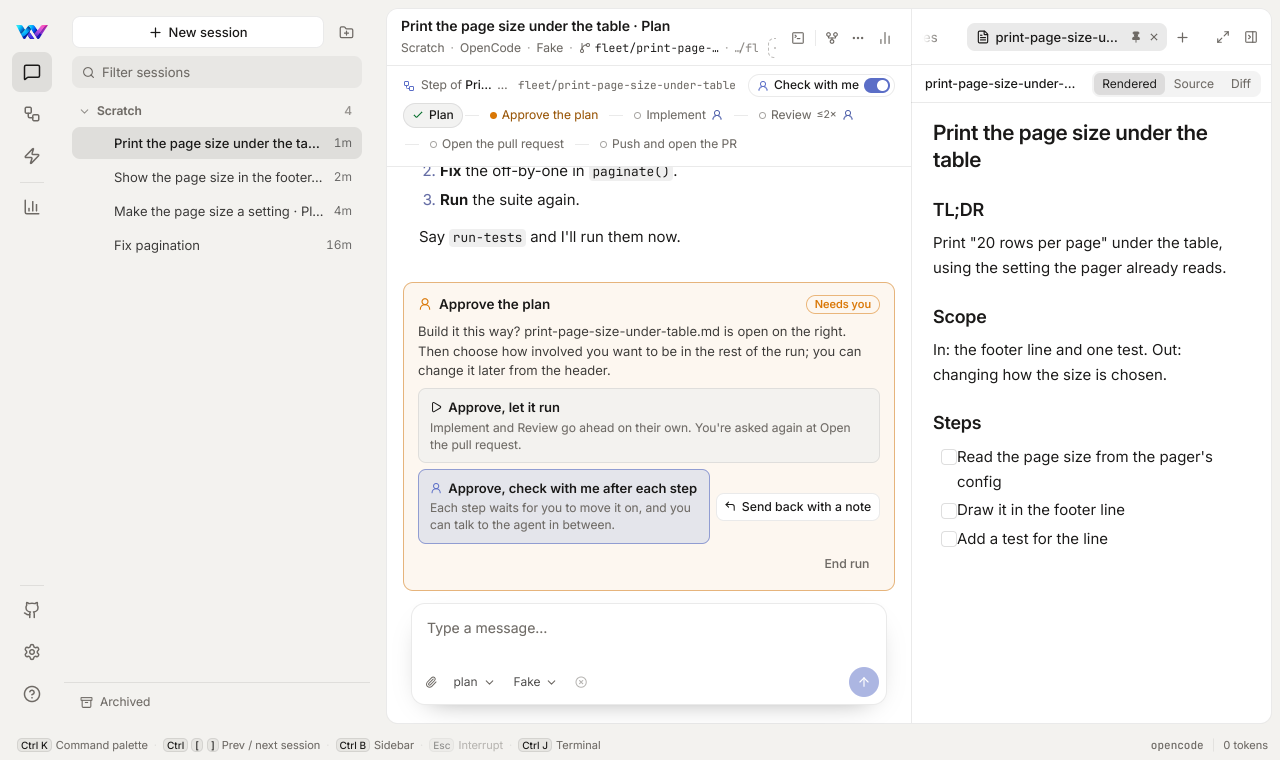 New session
Filter sessions
Scratch 4
Print the page size under the ta... 1m
Show the page size in the footer... 2m
Make the page size a setting · Pl... 4m
Fix pagination 16m
Archived
Print the page size under the table · Plan
Scratch · OpenCode · Fake · fleet/print-page-… · …/fl
Step of Pri... ... fleet/print-page-size-under-table Check with me
Plan Approve the plan Implement Review ≤2×
Open the pull request Push and open the PR
2. Fix the off-by-one in paginate().
3. Run the suite again.
Say run-tests and I'll run them now.
Approve the plan Needs you
Build it this way? print-page-size-under-table.md is open on the right.
Then choose how involved you want to be in the rest of the run; you can
change it later from the header.
Approve, let it run
Implement and Review go ahead on their own. You're asked again at Open
the pull request.
Approve, check with me after each step
Each step waits for you to move it on, and you
can talk to the agent in between.
Send back with a note
End run
Type a message...
plan Fake
es print-page-size-u...
print-page-size-under-... Rendered Source Diff
Print the page size under the
table
TL;DR
Print "20 rows per page" under the table,
using the setting the pager already reads.
Scope
In: the footer line and one test. Out:
changing how the size is chosen.
Steps
Read the page size from the pager's
config
Draw it in the footer line
Add a test for the line
Ctrl K Command palette · Ctrl [ ] Prev / next session · Ctrl B Sidebar · Esc Interrupt · Ctrl J Terminal
opencode 0 tokens